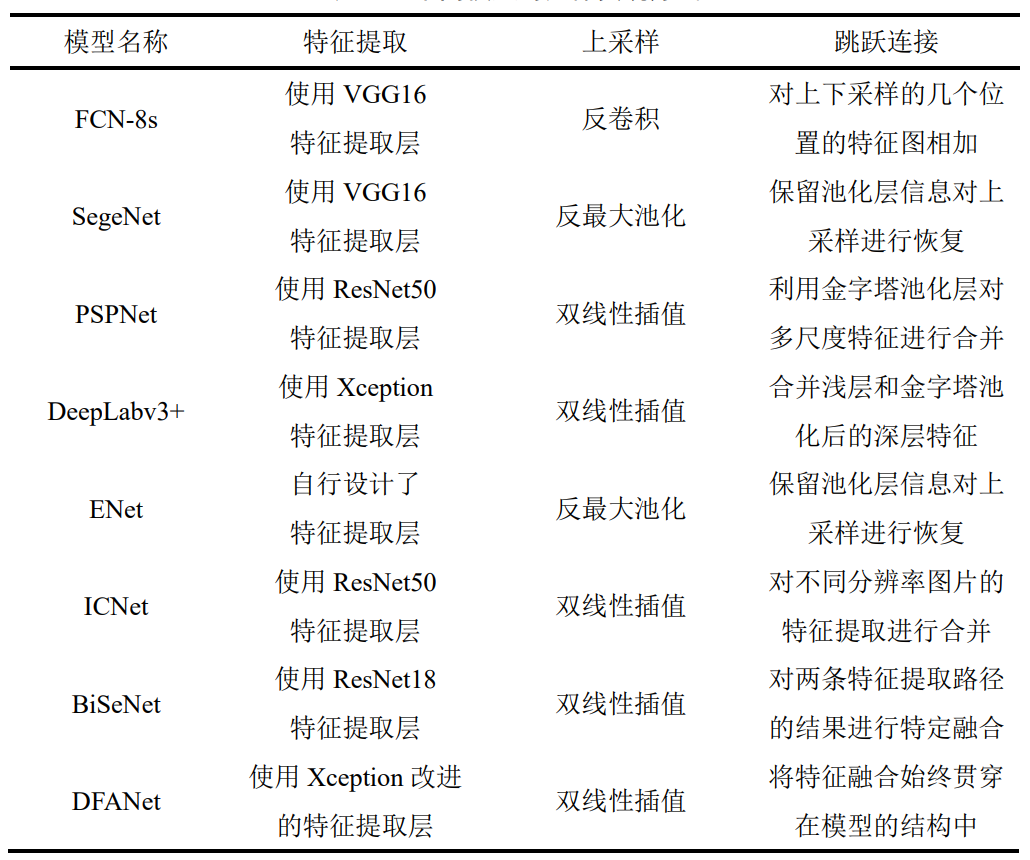 模型名称 特征提取 上采样 跳跃连接
使用 VGG16 对上下采样的几个位
FCN-8s 反卷积
特征提取层 置的特征图相加
使用 VGG16 保留池化层信息对上
SegeNet 反最大池化
特征提取层 采样进行恢复
使用 ResNet50 利用金字塔池化层对
PSPNet 双线性插值
特征提取层 多尺度特征进行合并
使用 Xception 合并浅层和金字塔池
DeepLabv3+ 双线性插值
特征提取层 化后的深层特征
自行设计了 保留池化层信息对上
ENet 反最大池化
特征提取层 采样进行恢复
使用 ResNet50 对不同分辨率图片的
ICNet 双线性插值
特征提取层 特征提取进行合并
使用 ResNet18 对两条特征提取路径
BiSeNet 双线性插值
特征提取层 的结果进行特定融合
使用 Xception 改进 将特征融合始终贯穿
DFANet 双线性插值
的特征提取层 在模型的结构中